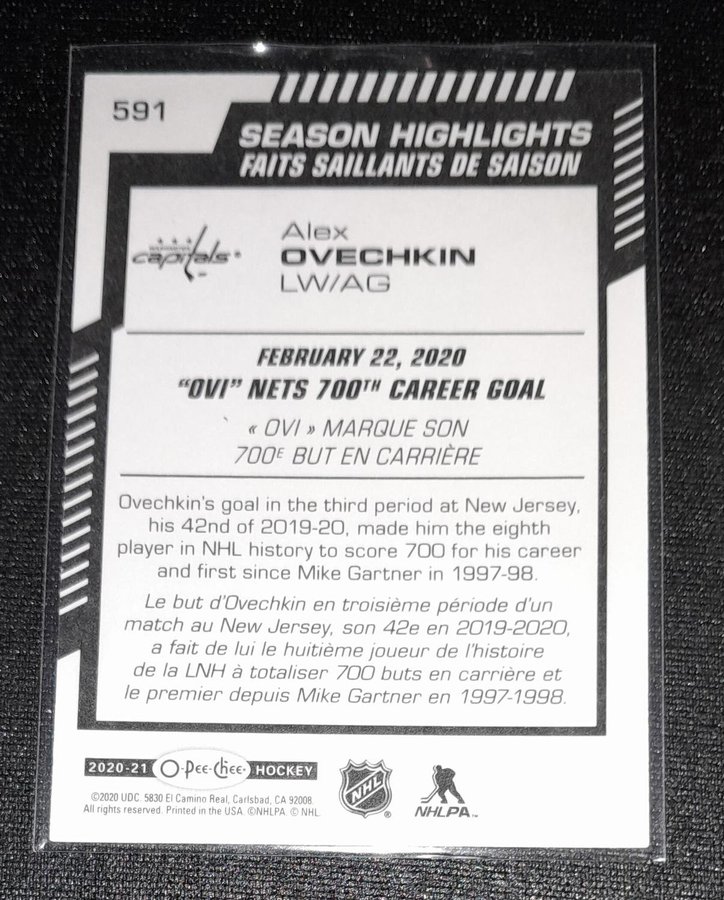 591
SEASON HIGHLIGHTS
FAITS SAILLANTS DE SAISON
WASHINGTON
capitals
Alex
OVECHKIN
LW/AG
FEBRUARY 22, 2020
“OVI” NETS 700TH CAREER GOAL
« OVI » MARQUE SON
700E BUT EN CARRIÈRE
Ovechkin's goal in the third period at New Jersey,
his 42nd of 2019-20, made him the eighth
player in NHL history to score 700 for his career
and first since Mike Gartner in 1997-98.
Le but d'Ovechkin en troisième période d'un
match au New Jersey, son 42e en 2019-2020,
a fait de lui le huitième joueur de l'histoire
de la LNH à totaliser 700 buts en carrière et
le premier depuis Mike Gartner en 1997-1998.
2020-21 O-Pee-Chee HOCKEY
©2020 UDC. 5830 El Camino Real, Carlsbad, CA 92008.
All rights reserved. Printed in the USA. ©NHLPA. © NHL.
NHL
NHLPA